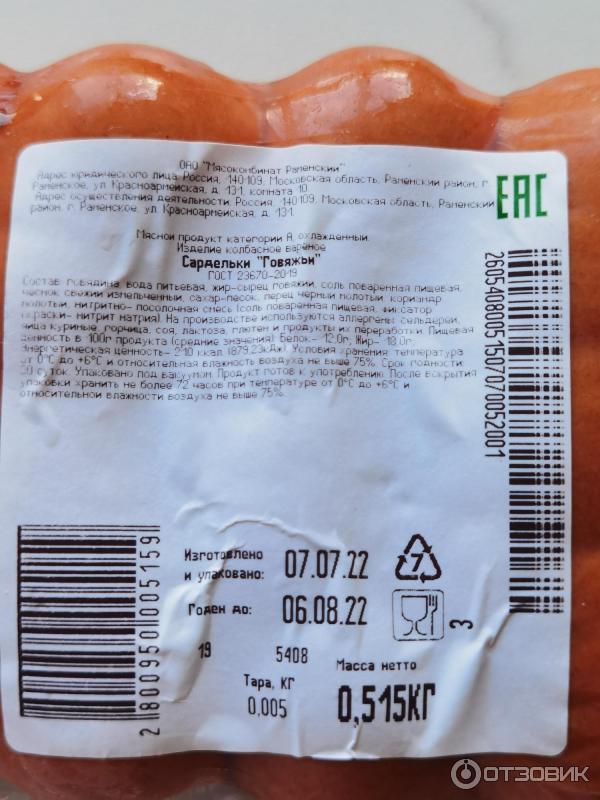 ОАО "Мясокомбинат Раменский"
Адрес юридического лица: Россия, 140109, Московская область, Раменский район, г.
Раменское, ул. Красноармейская, д. 131, комната 10.
Адрес осуществления деятельности: Россия, 140109, Московская область, Раменский
район, г. Раменское, ул. Красноармейская, д. 131.
EAC
Мясной продукт категории А, охлажденный.
Изделие колбасное вареное
Сардельки "Говяжьи"
ГОСТ 23670-2019
Состав: говядина, вода питьевая, жир-сырец говяжий, соль поваренная пищевая,
чеснок свежий измельченный, сахар-песок, перец черный молотый, кориандр
молотый, нитритно-посолочная смесь (соль поваренная пищевая, фиксатор
окраски- нитрит натрия). На производстве используются аллергены: сельдерей,
яйца куриные, горчица, соя, лактоза, глютен и продукты их переработки. Пищевая
ценность в 100г продукта (средние значения): Белок- 12,0г, Жир- 18,0г.
Энергетическая ценность- 210 ккал (879,23кДж). Условия хранения: температура
от 0°С до +6°С и относительная влажность воздуха не выше 75%. Срок годности:
30 суток. Упаковано под вакуумом. Продукт готов к употреблению. После вскрытия
упаковки хранить не более 72 часов при температуре от 0°С до +6°С и
относительной влажности воздуха не выше 75%.
26054080051507070052001
2800950005159
Изготовлено
и упаковано: 07.07.22
7
Годен до: 06.08.22
3
19 5408
Масса нетто
Тара, КГ
0,005
0,515КГ
ОТЗОВИК